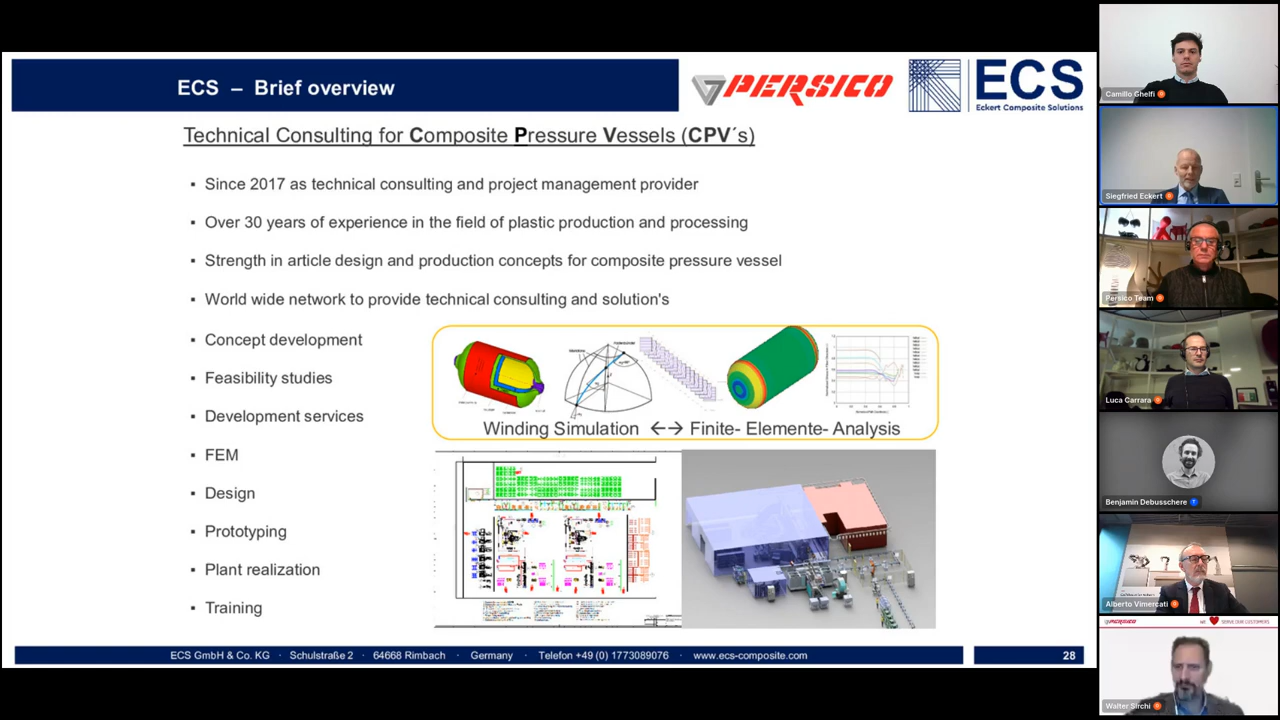 ECS – Brief overview
PERSICO
ECS
Eckert Composite Solutions
Technical Consulting for Composite Pressure Vessels (CPV´s)
▪ Since 2017 as technical consulting and project management provider
▪ Over 30 years of experience in the field of plastic production and processing
▪ Strength in article design and production concepts for composite pressure vessel
▪ World wide network to provide technical consulting and solution's
▪ Concept development
▪ Feasibility studies
▪ Development services
▪ FEM
▪ Design
▪ Prototyping
▪ Plant realization
▪ Training
Winding Simulation ←→ Finite- Elemente- Analysis
ECS GmbH & Co. KG · Schulstraße 2 · 64668 Rimbach · Germany · Telefon +49 (0) 1773089076 · www.ecs-composite.com
28
Camillo Ghelfi
Siegfried Eckert
Persico Team
Luca Carrara
Benjamin Debusschere
Alberto Vimercati
PERSICO WE SERVE OUR CUSTOMERS
Walter Sirchi